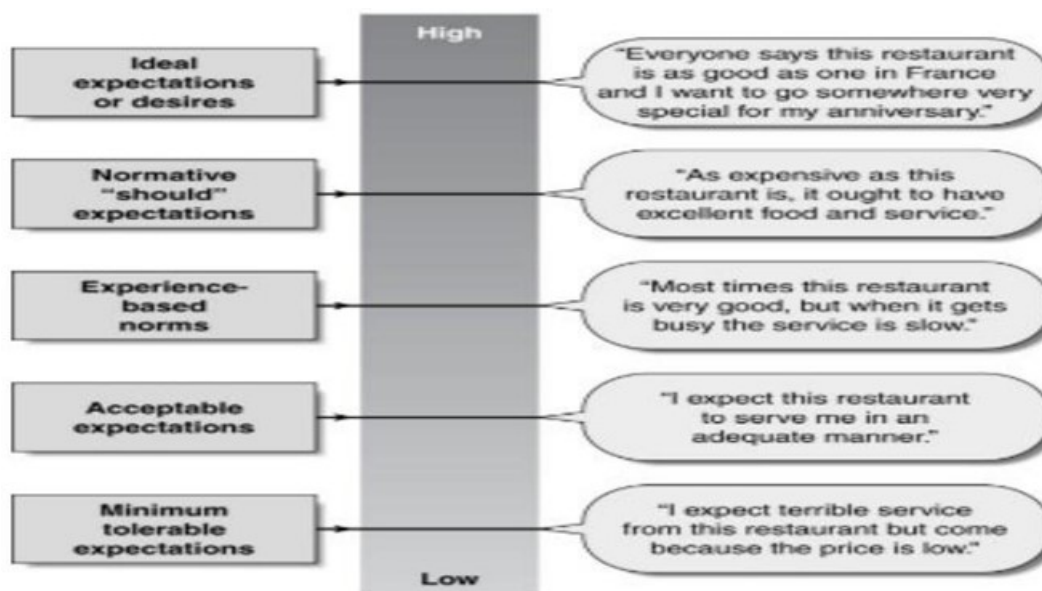 High
Ideal
expectations
or desires
"Everyone says this restaurant
is as good as one in France
and I want to go somewhere very
special for my anniversary."
Normative
"should"
expectations
"As expensive as this
restaurant is, it ought to have
excellent food and service."
Experience-
based
norms
"Most times this restaurant
is very good, but when it gets
busy the service is slow."
Acceptable
expectations
"I expect this restaurant
to serve me in an
adequate manner."
Minimum
tolerable
expectations
"I expect terrible service
from this restaurant but come
because the price is low."
Low